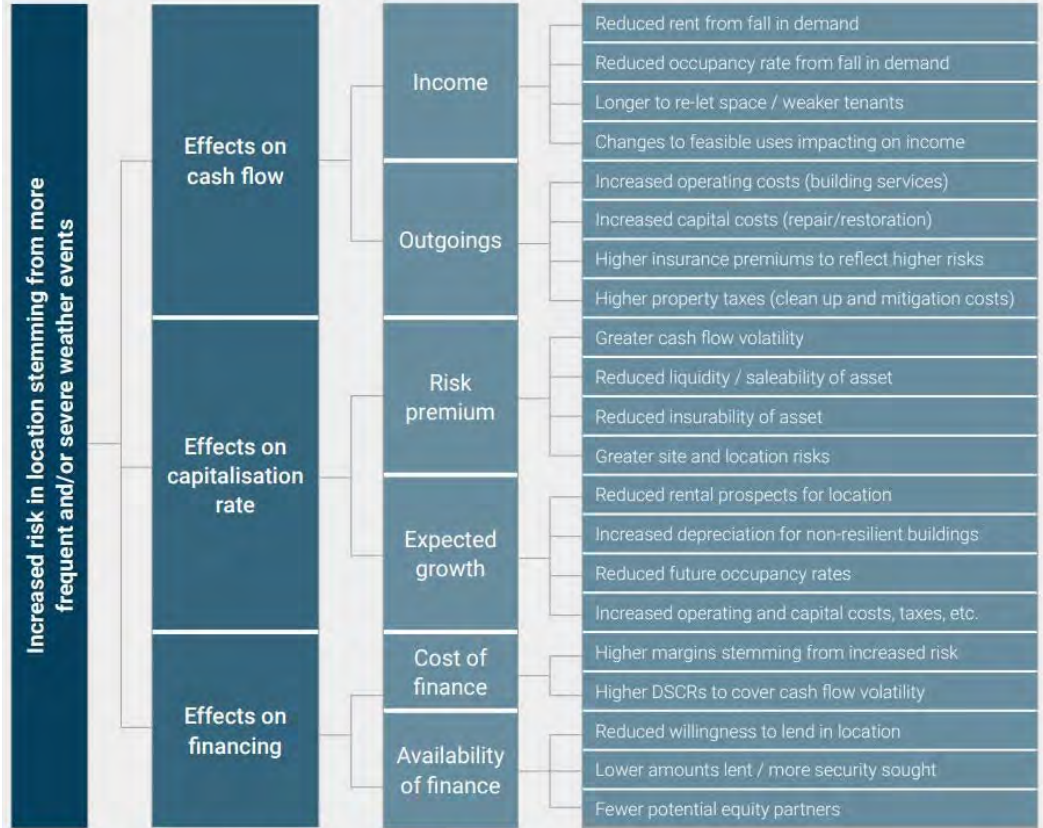 Increased risk in location stemming from more
frequent and/or severe weather events
Effects on
cash flow
Income
Reduced rent from fall in demand
Reduced occupancy rate from fall in demand
Longer to re-let space / weaker tenants
Changes to feasible uses impacting on income
Outgoings
Increased operating costs (building services)
Increased capital costs (repair/restoration)
Higher insurance premiums to reflect higher risks
Higher property taxes (clean up and mitigation costs)
Effects on
capitalisation
rate
Risk
premium
Greater cash flow volatility
Reduced liquidity / saleability of asset
Reduced insurability of asset
Greater site and location risks
Expected
growth
Reduced rental prospects for location
Increased depreciation for non-resilient buildings
Reduced future occupancy rates
Increased operating and capital costs, taxes, etc.
Effects on
financing
Cost of
finance
Higher margins stemming from increased risk
Higher DSCRs to cover cash flow volatility
Availability
of finance
Reduced willingness to lend in location
Lower amounts lent / more security sought
Fewer potential equity partners